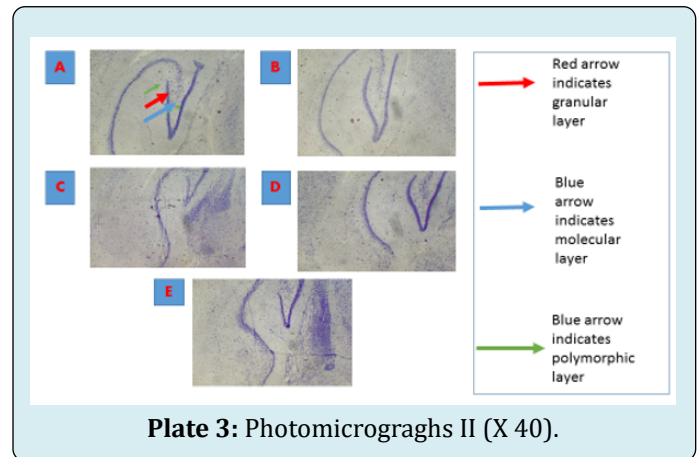 A
B
C
D
E
Red arrow
indicates
granular
layer
Blue
arrow
indicates
molecular
layer
Blue arrow
indicates
polymorphic
layer
Plate 3: Photomicrograghs II (X 40).